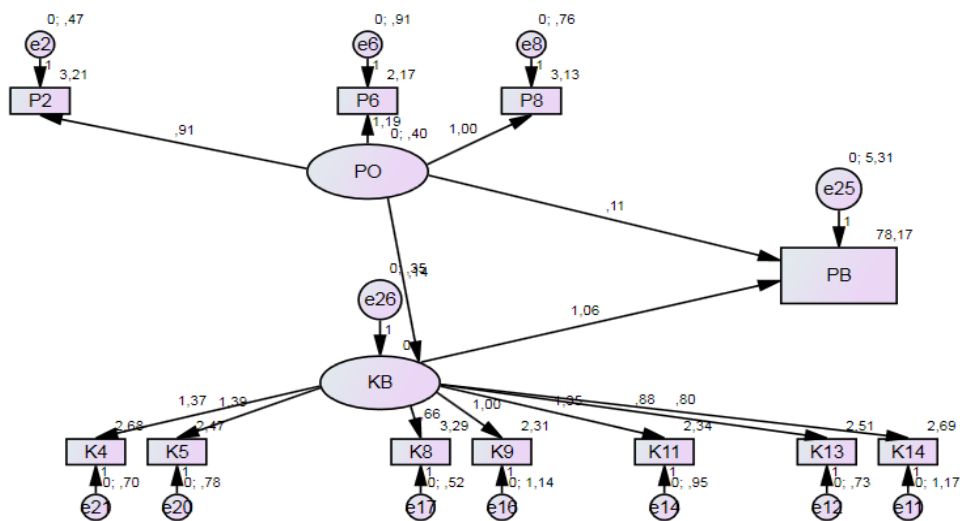 0; ,47
0; ,91
0; ,76
e2
e6
e8
1
1
1
3,21
2,17
3,13
P2
P6
P8
,91
1,19
0; ,40
1,00
PO
0; 5,31
e25
1
,11
78,17
PB
0; ,35
,14
e26
1
1,06
0
KB
1,37
1,39
,66
1,00
1,35
,88
,80
2,68
2,47
3,29
2,31
2,34
2,51
2,69
K4
K5
K8
K9
K11
K13
K14
1
1
1
1
1
1
1
0; ,70
0; ,78
0; ,52
0; 1,14
0; ,95
0; ,73
0; 1,17
e21
e20
e17
e16
e14
e12
e11